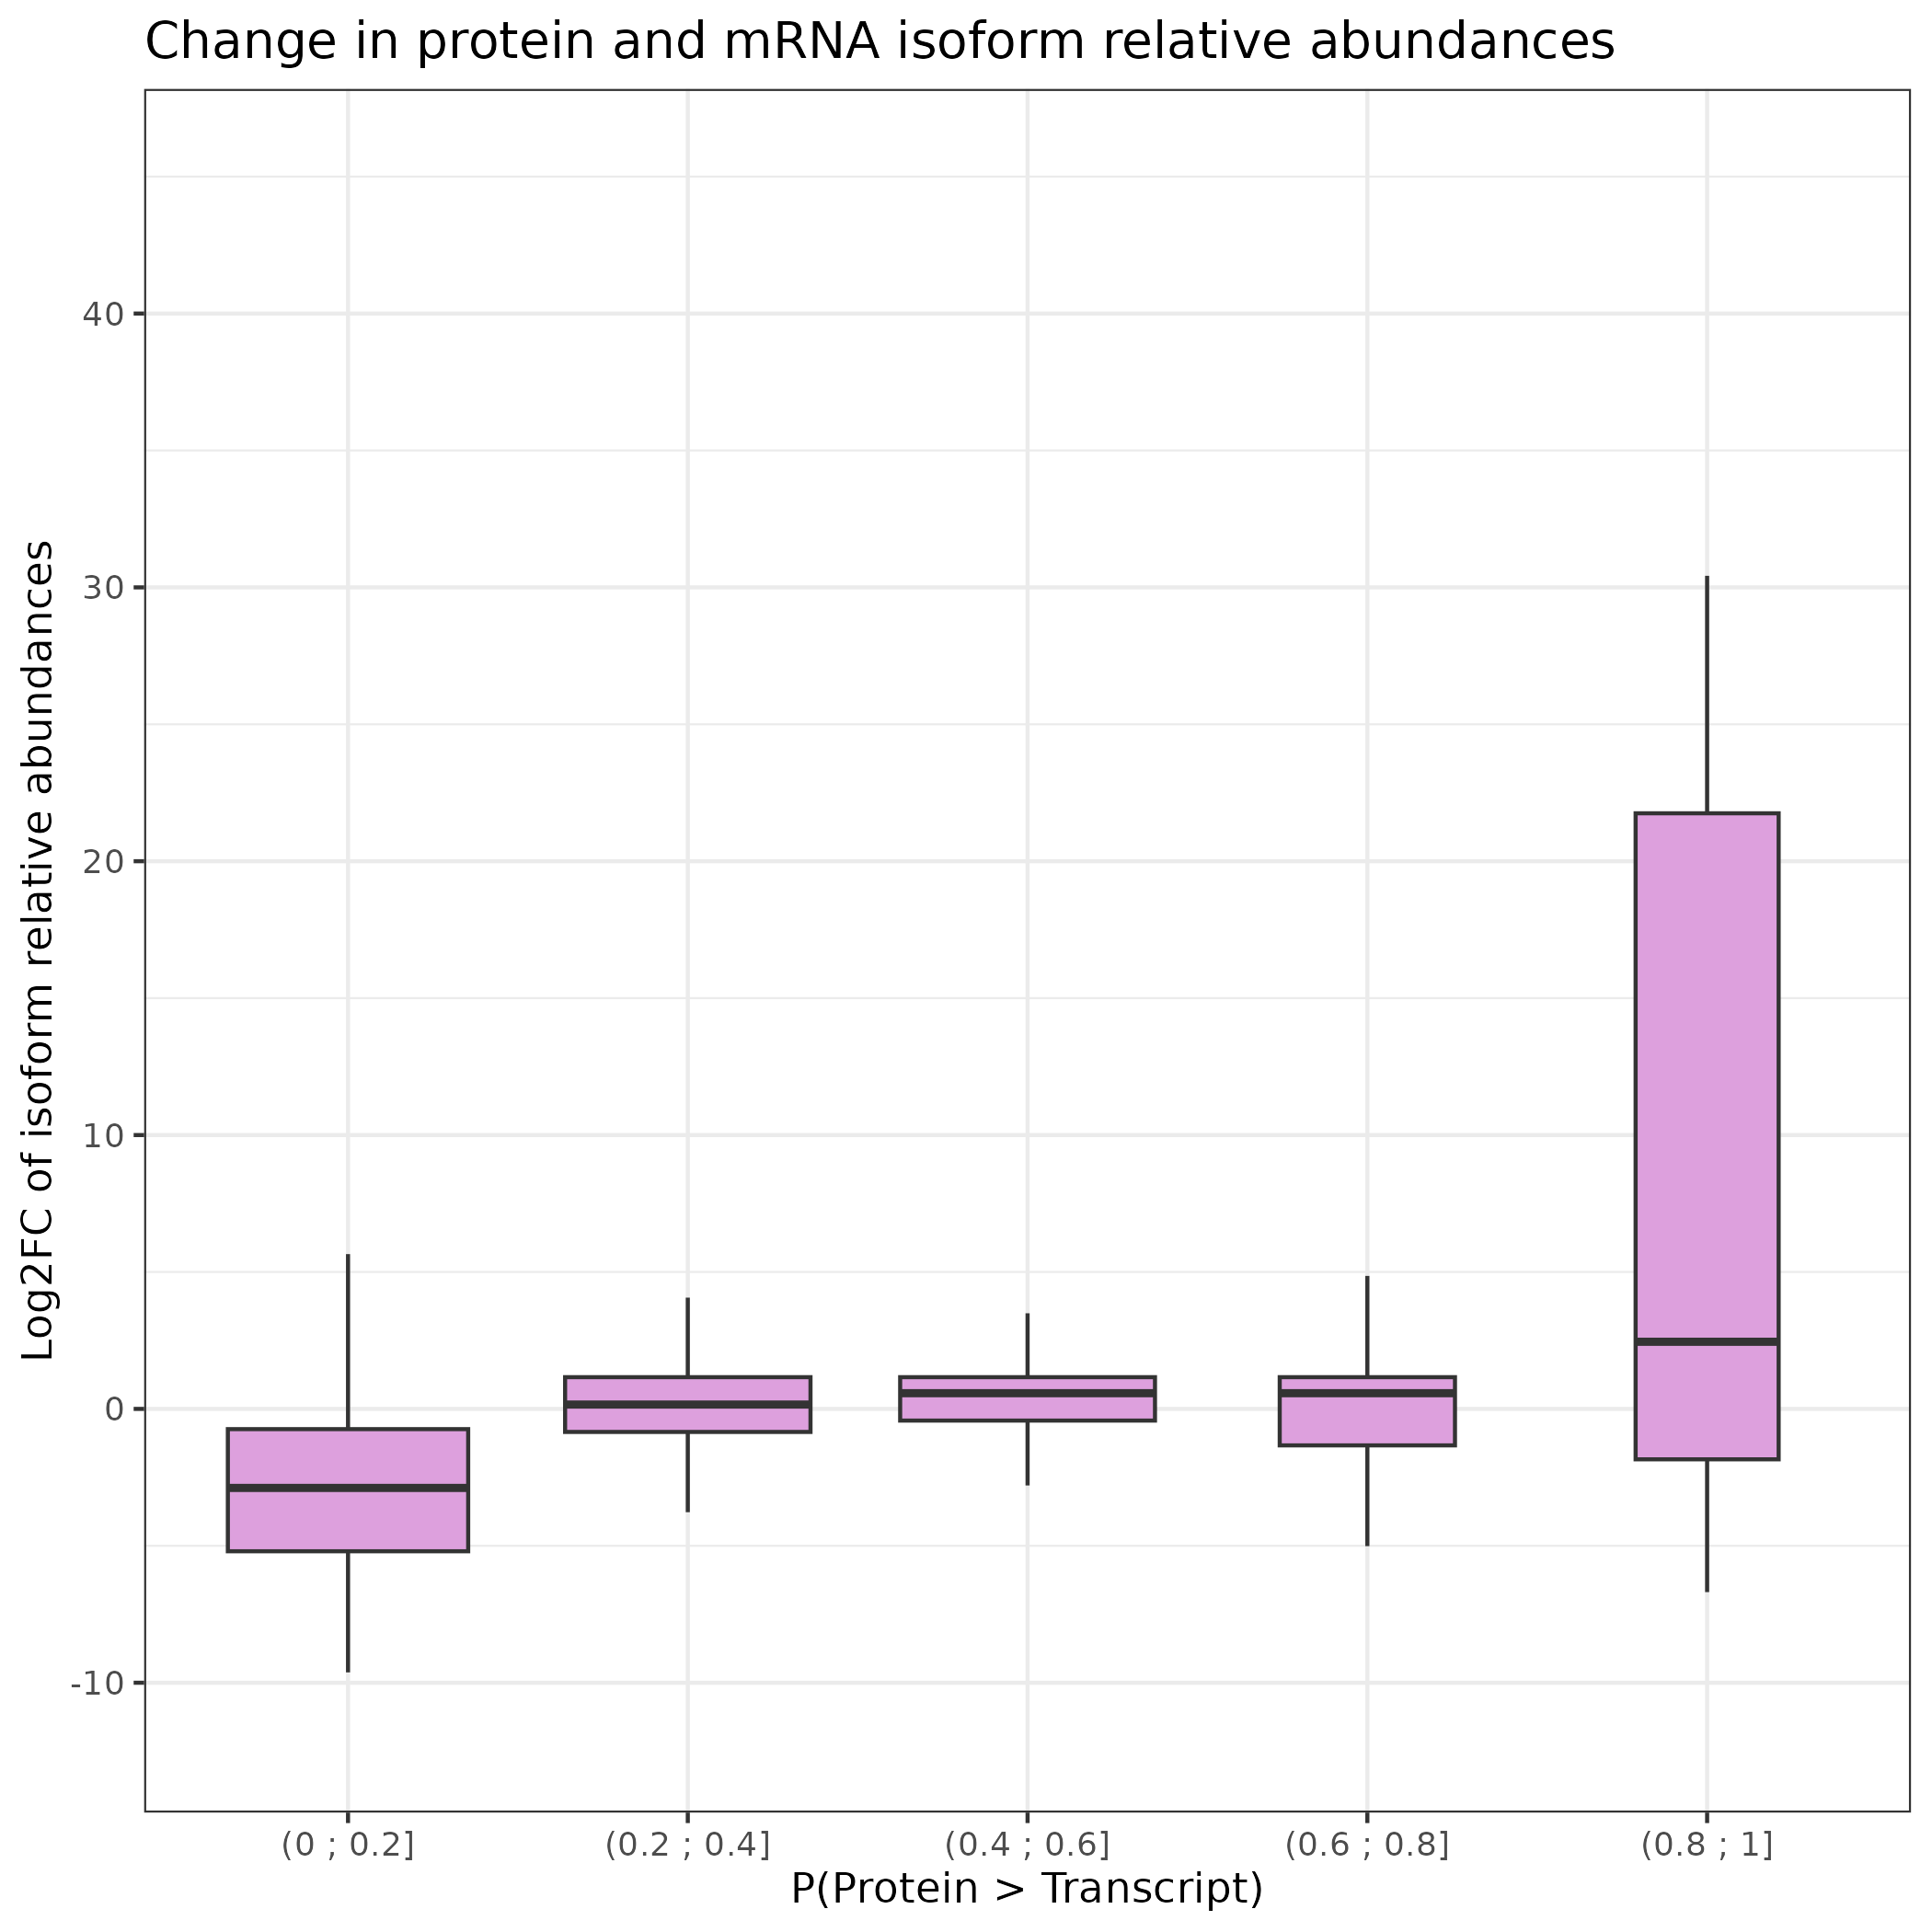 Change in protein and mRNA isoform relative abundances
Log2FC of isoform relative abundances
40
30
20
10
0
-10
(0 ; 0.2]
(0.2 ; 0.4]
(0.4 ; 0.6]
(0.6 ; 0.8]
(0.8 ; 1]
P(Protein > Transcript)